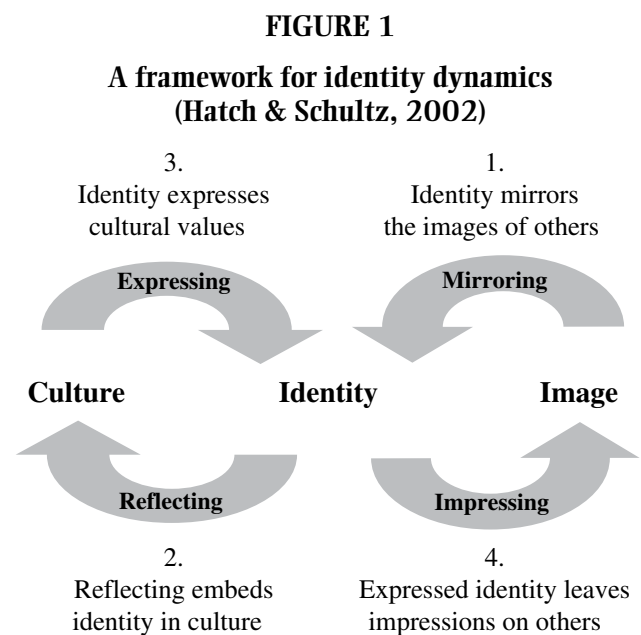 FIGURE 1
A framework for identity dynamics
(Hatch & Schultz, 2002)
3.
Identity expresses
cultural values
1.
Identity mirrors
the images of others
Expressing
Mirroring
Culture
Identity
Image
Reflecting
Impressing
2.
Reflecting embeds
identity in culture
4.
Expressed identity leaves
impressions on others